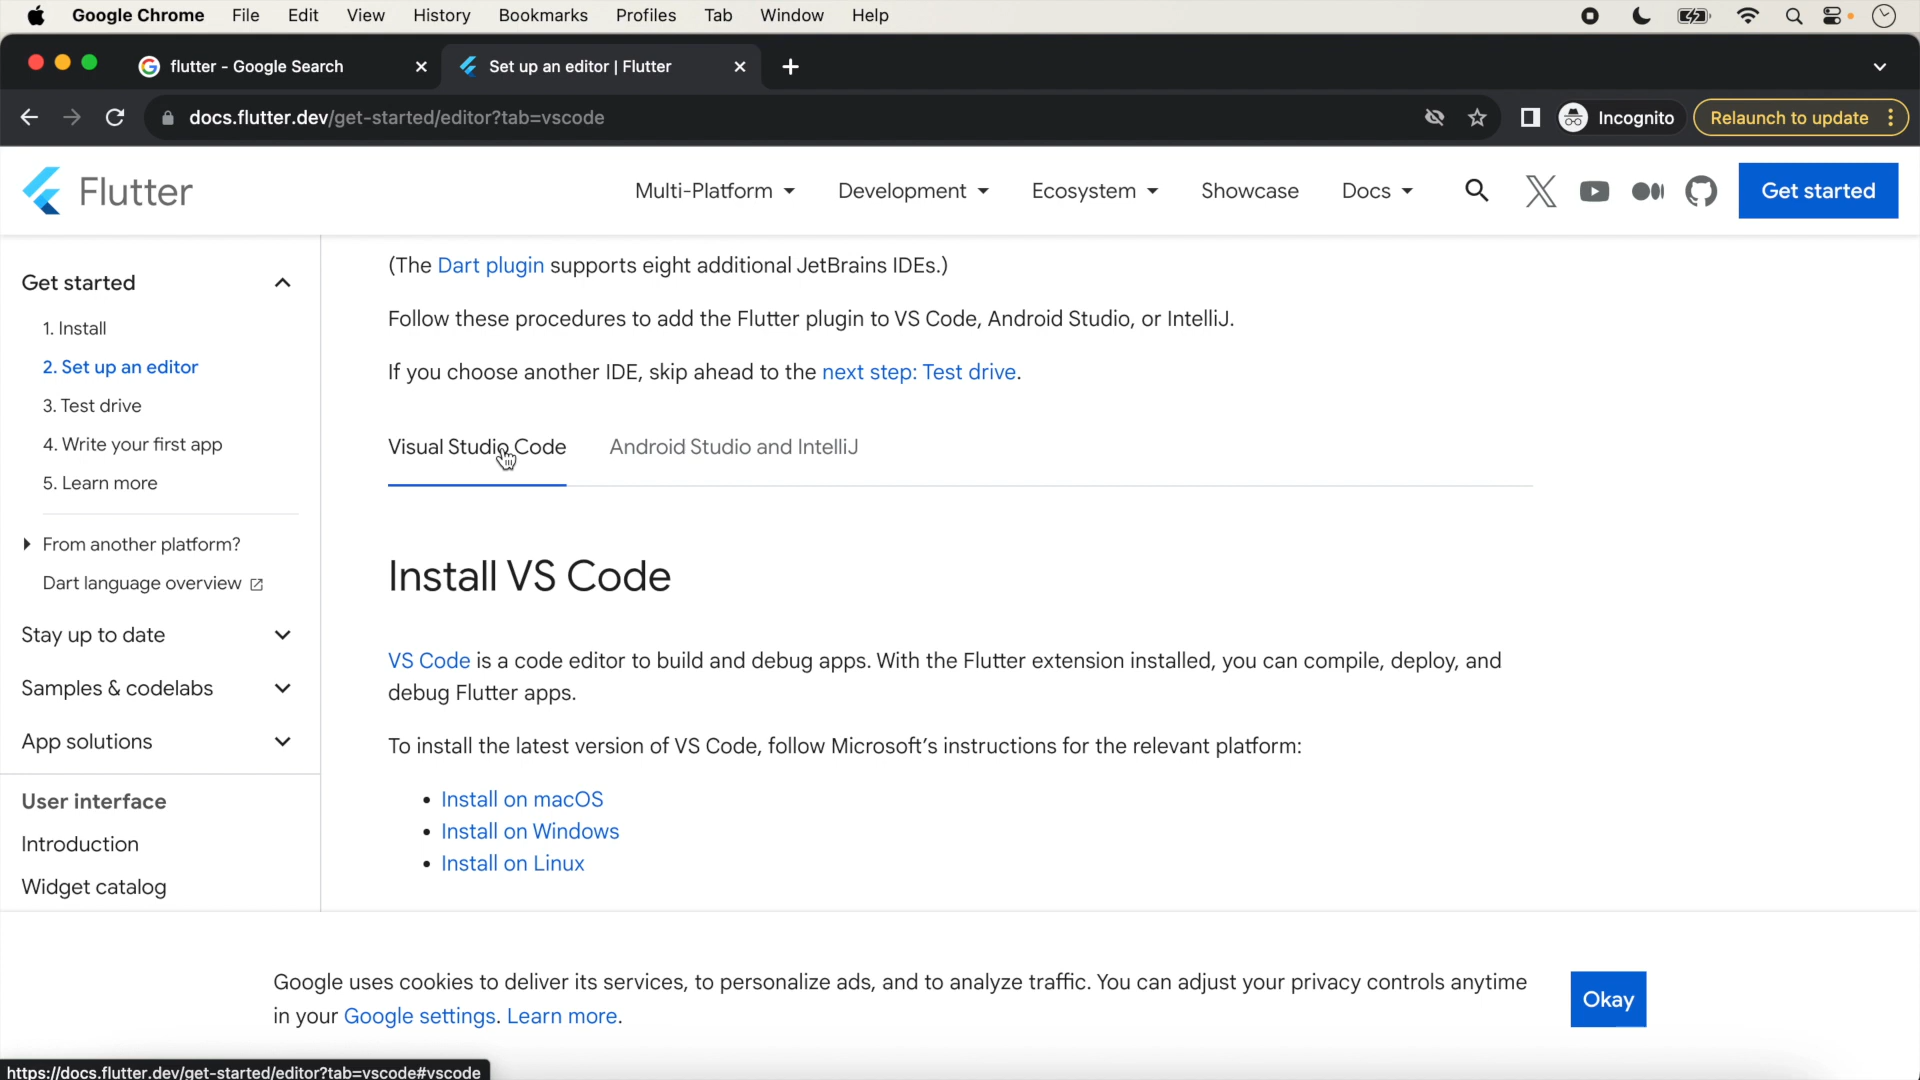 Google Chrome File Edit View History Bookmarks Profiles Tab Window Help
flutter - Google Search
Set up an editor | Flutter
docs.flutter.dev/get-started/editor?tab=vscode
Incognito
Relaunch to update
Flutter
Multi-Platform Development Ecosystem Showcase Docs
Get started
Get started
1. Install
2. Set up an editor
3. Test drive
4. Write your first app
5. Learn more
From another platform?
Dart language overview
Stay up to date
Samples & codelabs
App solutions
User interface
Introduction
Widget catalog
(The Dart plugin supports eight additional JetBrains IDEs.)
Follow these procedures to add the Flutter plugin to VS Code, Android Studio, or IntelliJ.
If you choose another IDE, skip ahead to the next step: Test drive.
Visual Studio Code Android Studio and IntelliJ
Install VS Code
VS Code is a code editor to build and debug apps. With the Flutter extension installed, you can compile, deploy, and
debug Flutter apps.
To install the latest version of VS Code, follow Microsoft's instructions for the relevant platform:
• Install on macOS
• Install on Windows
• Install on Linux
Google uses cookies to deliver its services, to personalize ads, and to analyze traffic. You can adjust your privacy controls anytime
in your Google settings. Learn more.
Okay
https://docs.flutter.dev/get-started/editor?tab=vscode#vscode